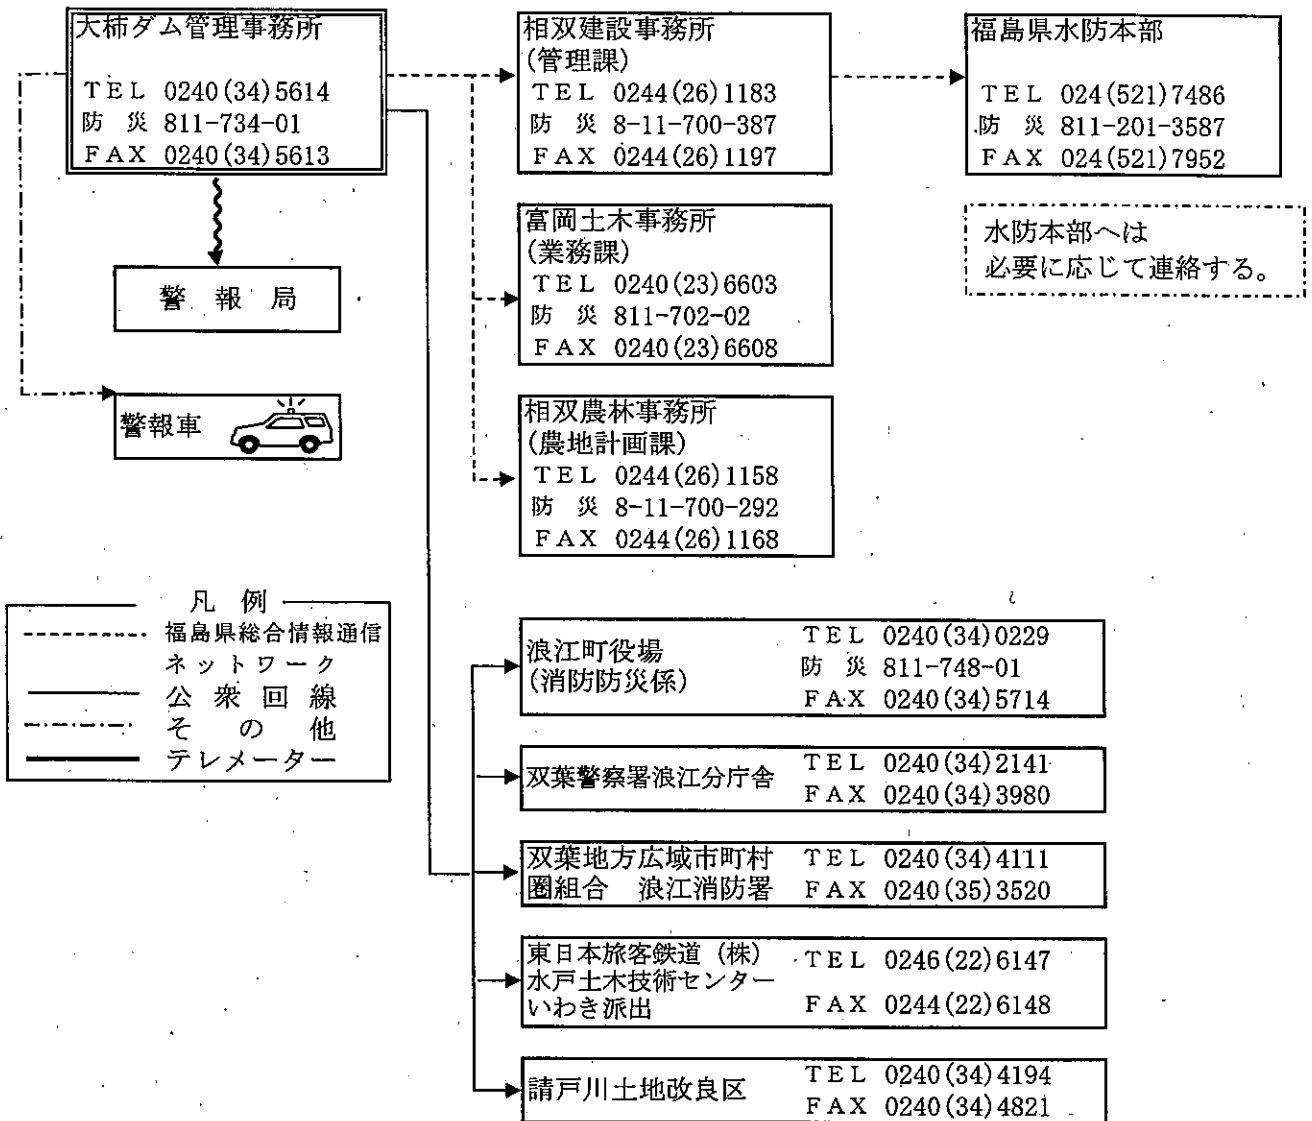 大柿ダム管理事務所
TEL 0240(34)5614
防 災 811-734-01
FAX 0240(34)5613
警 報 局
警報車
相双建設事務所
(管理課)
TEL 0244(26)1183
防 災 8-11-700-387
FAX 0244(26)1197
福島県水防本部
TEL 024(521)7486
防 災 811-201-3587
FAX 024(521)7952
水防本部へは
必要に応じて連絡する。
富岡土木事務所
(業務課)
TEL 0240(23)6603
防 災 811-702-02
FAX 0240(23)6608
相双農林事務所
(農地計画課)
TEL 0244(26)1158
防 災 8-11-700-292
FAX 0244(26)1168
凡 例
福島県総合情報通信
ネットワーク
公 衆 回 線
そ の 他
テレメーター
浪江町役場
(消防防災係)
TEL 0240(34)0229
防 災 811-748-01
FAX 0240(34)5714
双葉警察署浪江分庁舎
TEL 0240(34)2141
FAX 0240(34)3980
双葉地方広域市町村
圏組合 浪江消防署
TEL 0240(34)4111
FAX 0240(35)3520
東日本旅客鉄道(株)
水戸土木技術センター
いわき派出
TEL 0246(22)6147
FAX 0244(22)6148
請戸川土地改良区
TEL 0240(34)4194
FAX 0240(34)4821